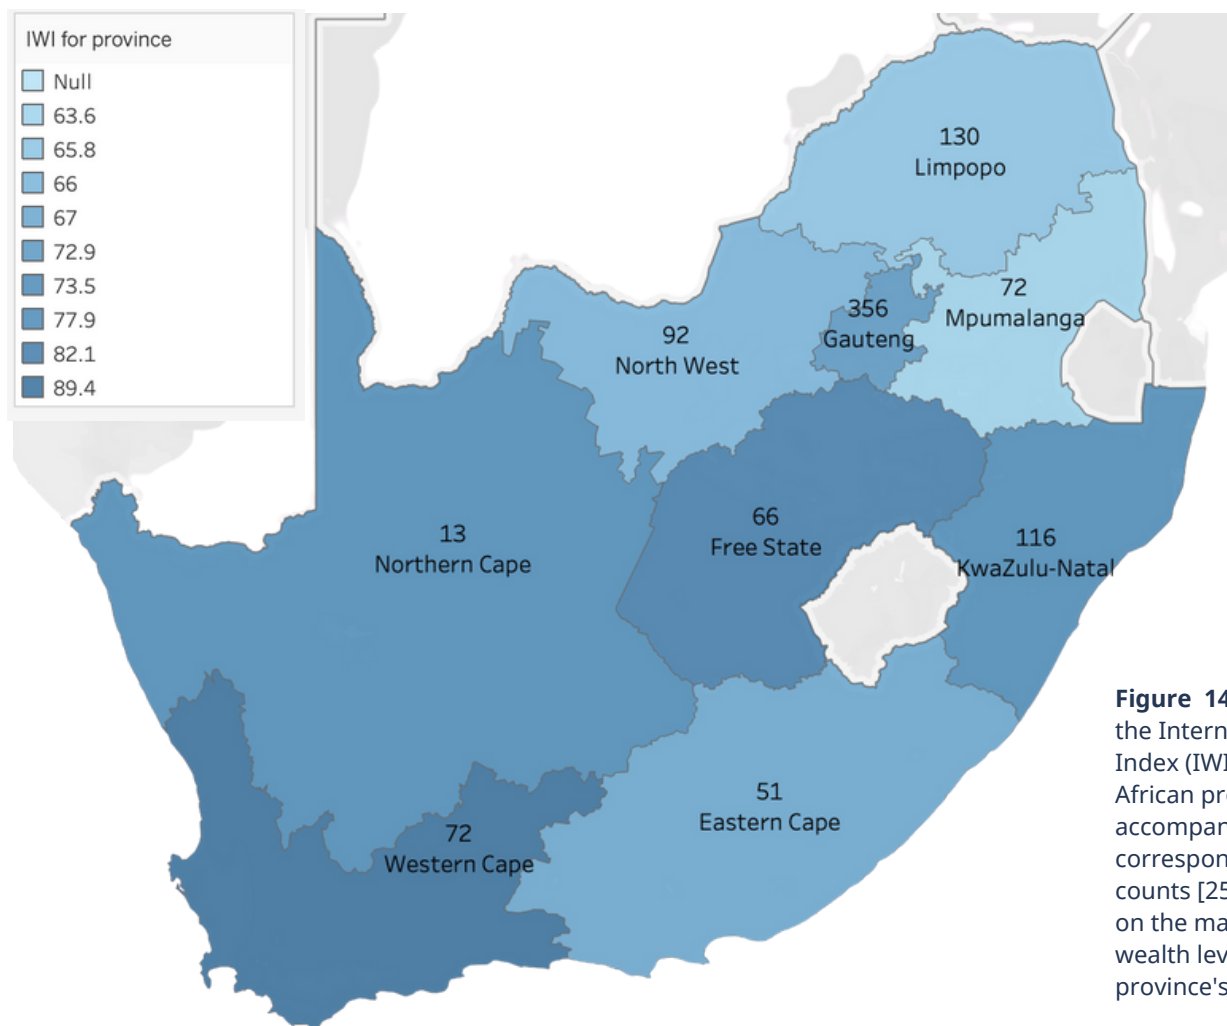 IWI for province
Null
63.6
65.8
66
67
72.9
73.5
77.9
82.1
89.4
130
Limpopo
72
Mpumalanga
356
Gauteng
92
North West
66
Free State
13
Northern Cape
116
KwaZulu-Natal
51
Eastern Cape
72
Western Cape
Figure 14
the Intern
Index (IWI
African pr
accompan
correspon
counts [25
on the ma
wealth lev
province's